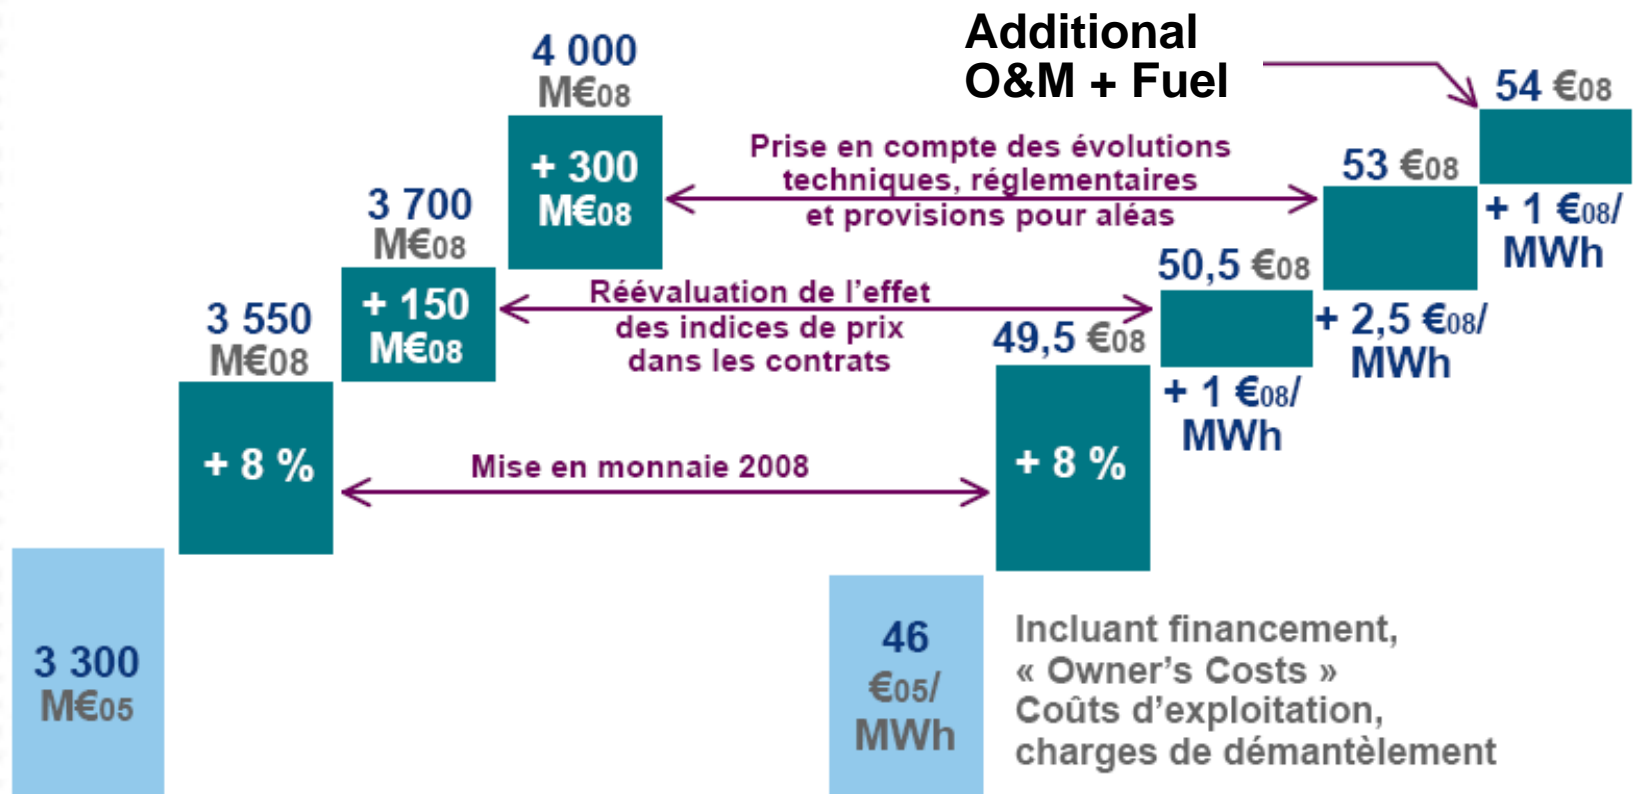 Additional
O&M + Fuel
4 000
M€08
+ 300
M€08
3 700
M€08
+ 150
M€08
3 550
M€08
+ 8 %
3 300
M€05
Prise en compte des évolutions
techniques, réglementaires
et provisions pour aléas
Réévaluation de l’effet
des indices de prix
dans les contrats
Mise en monnaie 2008
54 €08
+ 1 €08/
MWh
53 €08
+ 2,5 €08/
MWh
50,5 €08
+ 1 €08/
MWh
49,5 €08
+ 8 %
46
€05/
MWh
Incluant financement,
« Owner’s Costs »
Coûts d’exploitation,
charges de démantèlement